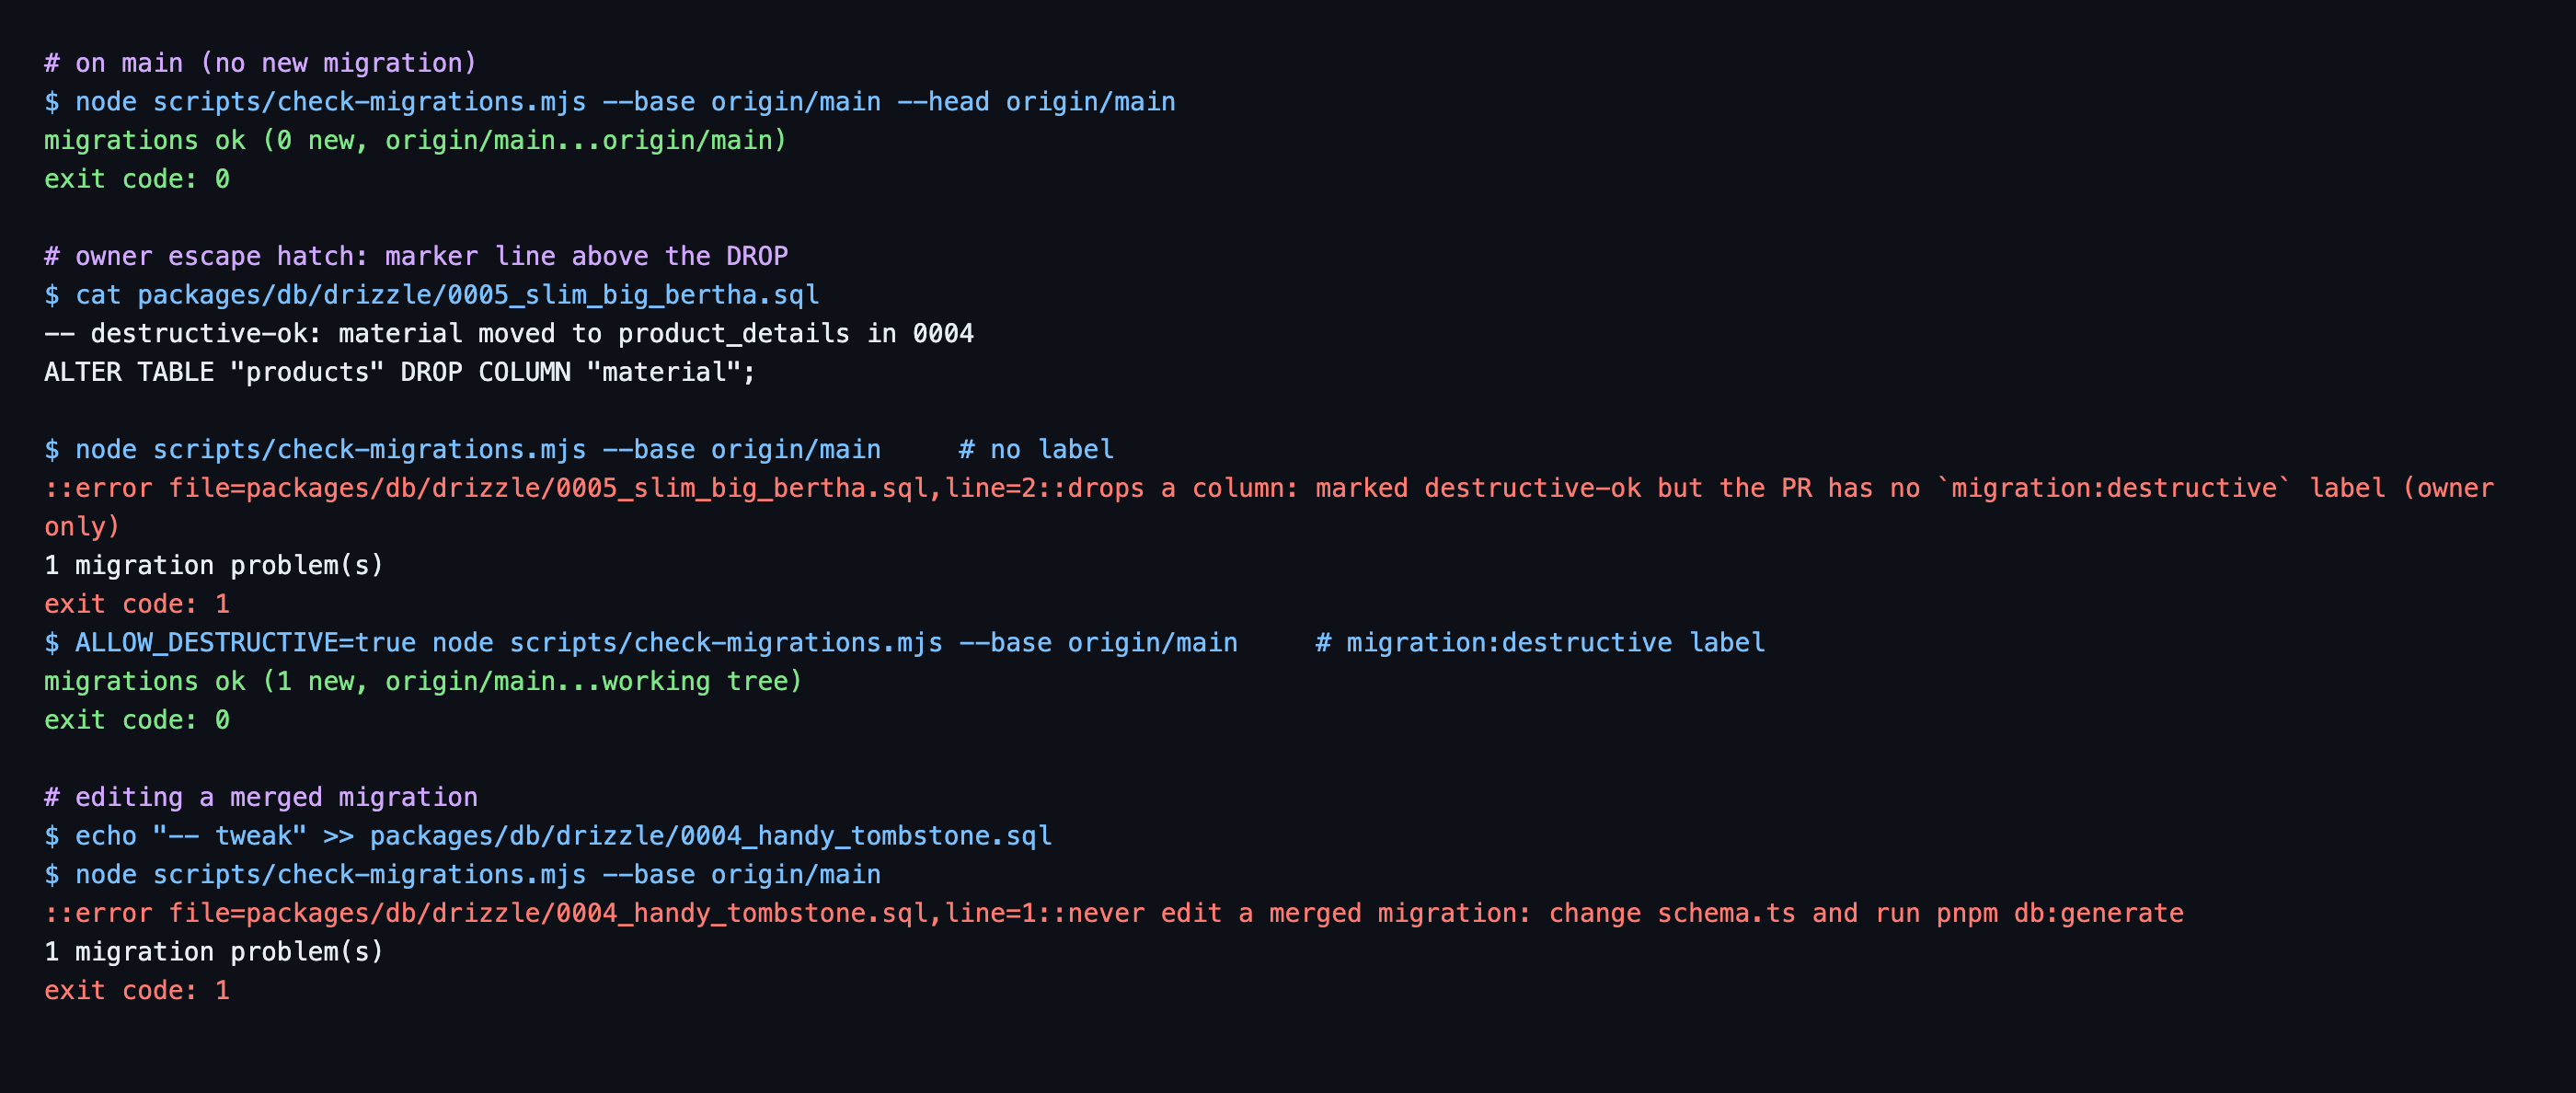 # on main (no new migration)
$ node scripts/check-migrations.mjs --base origin/main --head origin/main
migrations ok (0 new, origin/main...origin/main)
exit code: 0

# owner escape hatch: marker line above the DROP
$ cat packages/db/drizzle/0005_slim_big_bertha.sql
-- destructive-ok: material moved to product_details in 0004
ALTER TABLE "products" DROP COLUMN "material";

$ node scripts/check-migrations.mjs --base origin/main     # no label
::error file=packages/db/drizzle/0005_slim_big_bertha.sql,line=2::drops a column: marked destructive-ok but the PR has no `migration:destructive` label (owner
only)
1 migration problem(s)
exit code: 1
$ ALLOW_DESTRUCTIVE=true node scripts/check-migrations.mjs --base origin/main     # migration:destructive label
migrations ok (1 new, origin/main...working tree)
exit code: 0

# editing a merged migration
$ echo "-- tweak" >> packages/db/drizzle/0004_handy_tombstone.sql
$ node scripts/check-migrations.mjs --base origin/main
::error file=packages/db/drizzle/0004_handy_tombstone.sql,line=1::never edit a merged migration: change schema.ts and run pnpm db:generate
1 migration problem(s)
exit code: 1